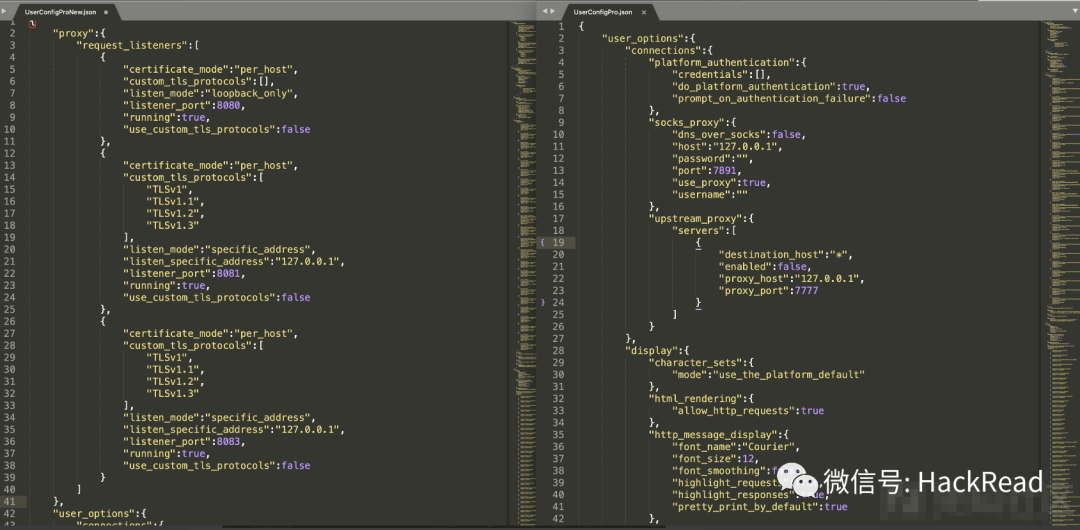 UserConfigProNew.json
1 {
2 "proxy":{
3 "request_listeners":[
4 {
5 "certificate_mode":"per_host",
6 "custom_tls_protocols":[],
7 "listen_mode":"loopback_only",
8 "listener_port":8080,
9 "running":true,
10 "use_custom_tls_protocols":false
11 },
12 {
13 "certificate_mode":"per_host",
14 "custom_tls_protocols":[
15 "TLSv1",
16 "TLSv1.1",
17 "TLSv1.2",
18 "TLSv1.3"
19 ],
20 "listen_mode":"specific_address",
21 "listen_specific_address":"127.0.0.1",
22 "listener_port":8081,
23 "running":true,
24 "use_custom_tls_protocols":false
25 },
26 {
27 "certificate_mode":"per_host",
28 "custom_tls_protocols":[
29 "TLSv1",
30 "TLSv1.1",
31 "TLSv1.2",
32 "TLSv1.3"
33 ],
34 "listen_mode":"specific_address",
35 "listen_specific_address":"127.0.0.1",
36 "listener_port":8083,
37 "running":true,
38 "use_custom_tls_protocols":false
39 }
40 ]
41 },
42 "user_options":{
43 "connections":{
UserConfigPro.json ×
1 {
2 "user_options":{
3 "connections":{
4 "platform_authentication":{
5 "credentials":[],
6 "do_platform_authentication":true,
7 "prompt_on_authentication_failure":false
8 },
9 "socks_proxy":{
10 "dns_over_socks":false,
11 "host":"127.0.0.1",
12 "password":"",
13 "port":7891,
14 "use_proxy":true,
15 "username":""
16 },
17 "upstream_proxy":{
18 "servers":[
19 {
20 "destination_host":"*",
21 "enabled":false,
22 "proxy_host":"127.0.0.1",
23 "proxy_port":7777
24 }
25 ]
26 }
27 },
28 "display":{
29 "character_sets":{
30 "mode":"use_the_platform_default"
31 },
32 "html_rendering":{
33 "allow_http_requests":true
34 },
35 "http_message_display":{
36 "font_name":"Courier",
37 "font_size":12,
38 "font_smoothing":
39 "highlight_request
40 "highlight_responses":
41 "pretty_print_by_default":true
42 },
微信号: HackRead